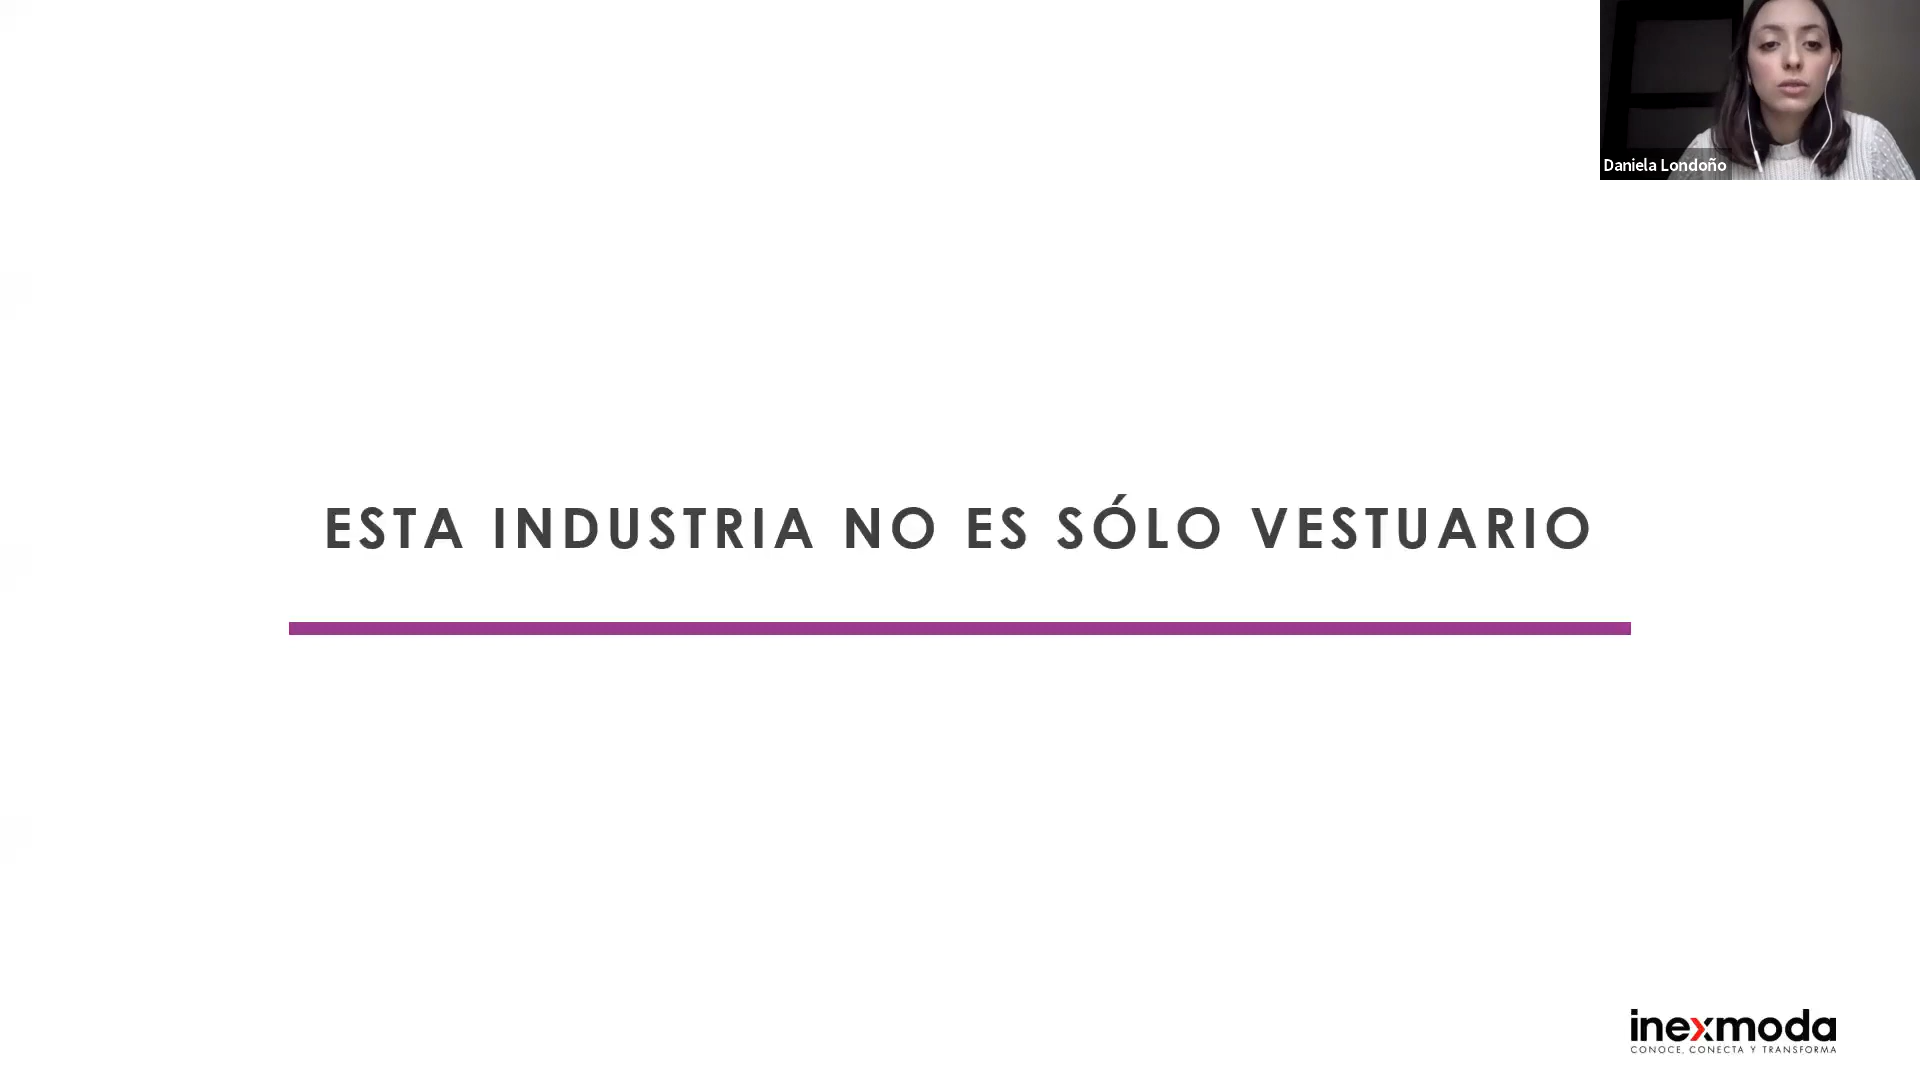 Daniela Londoño
ESTA INDUSTRIA NO ES SÓLO VESTUARIO
inexmoda
CONOCE, CONECTA Y TRANSFORMA